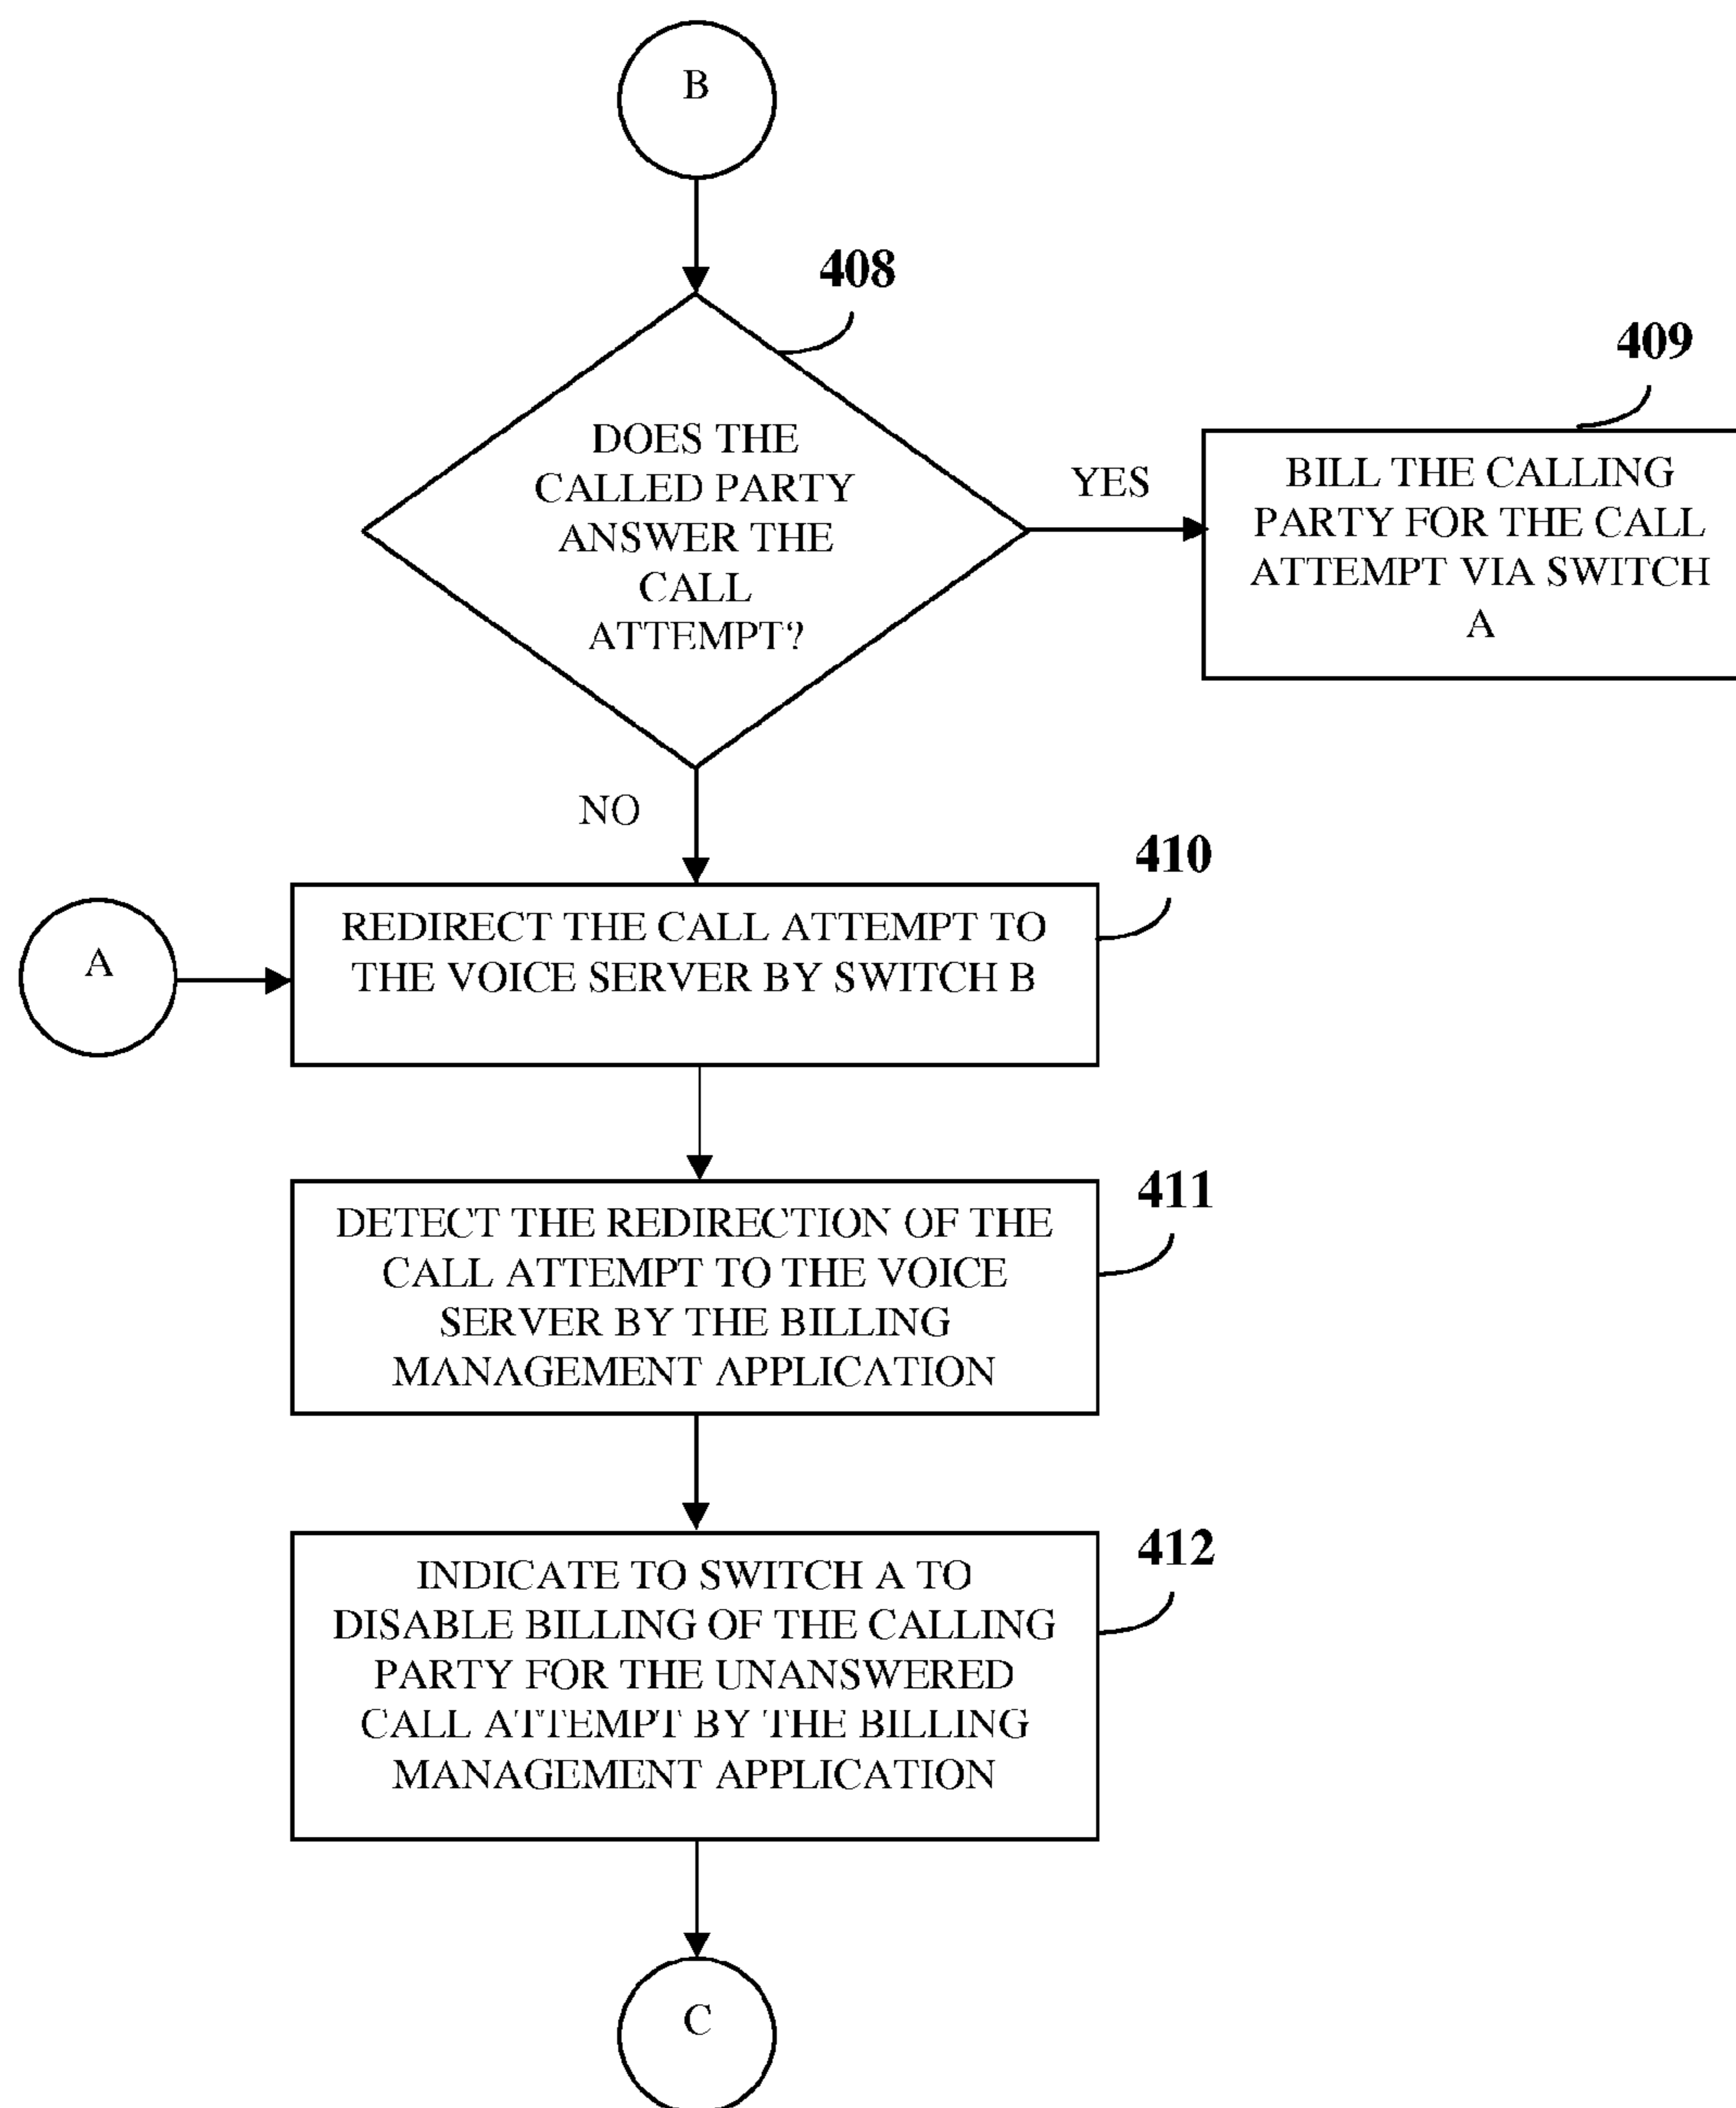 B
408
DOES THE
CALLED PARTY
ANSWER THE
CALL
ATTEMPT?
YES
409
BILL THE CALLING
PARTY FOR THE CALL
ATTEMPT VIA SWITCH
A
NO
410
REDIRECT THE CALL ATTEMPT TO
THE VOICE SERVER BY SWITCH B
A
411
DETECT THE REDIRECTION OF THE
CALL ATTEMPT TO THE VOICE
SERVER BY THE BILLING
MANAGEMENT APPLICATION
412
INDICATE TO SWITCH A TO
DISABLE BILLING OF THE CALLING
PARTY FOR THE UNANSWERED
CALL ATTEMPT BY THE BILLING
MANAGEMENT APPLICATION
C